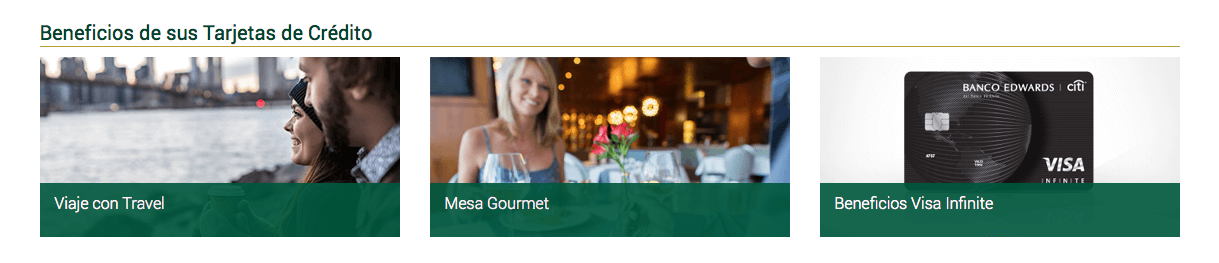 Beneficios de sus Tarjetas de Crédito
Viaje con Travel
Mesa Gourmet
BANCO EDWARDS | citi
VISA
INFINITE
Beneficios Visa Infinite